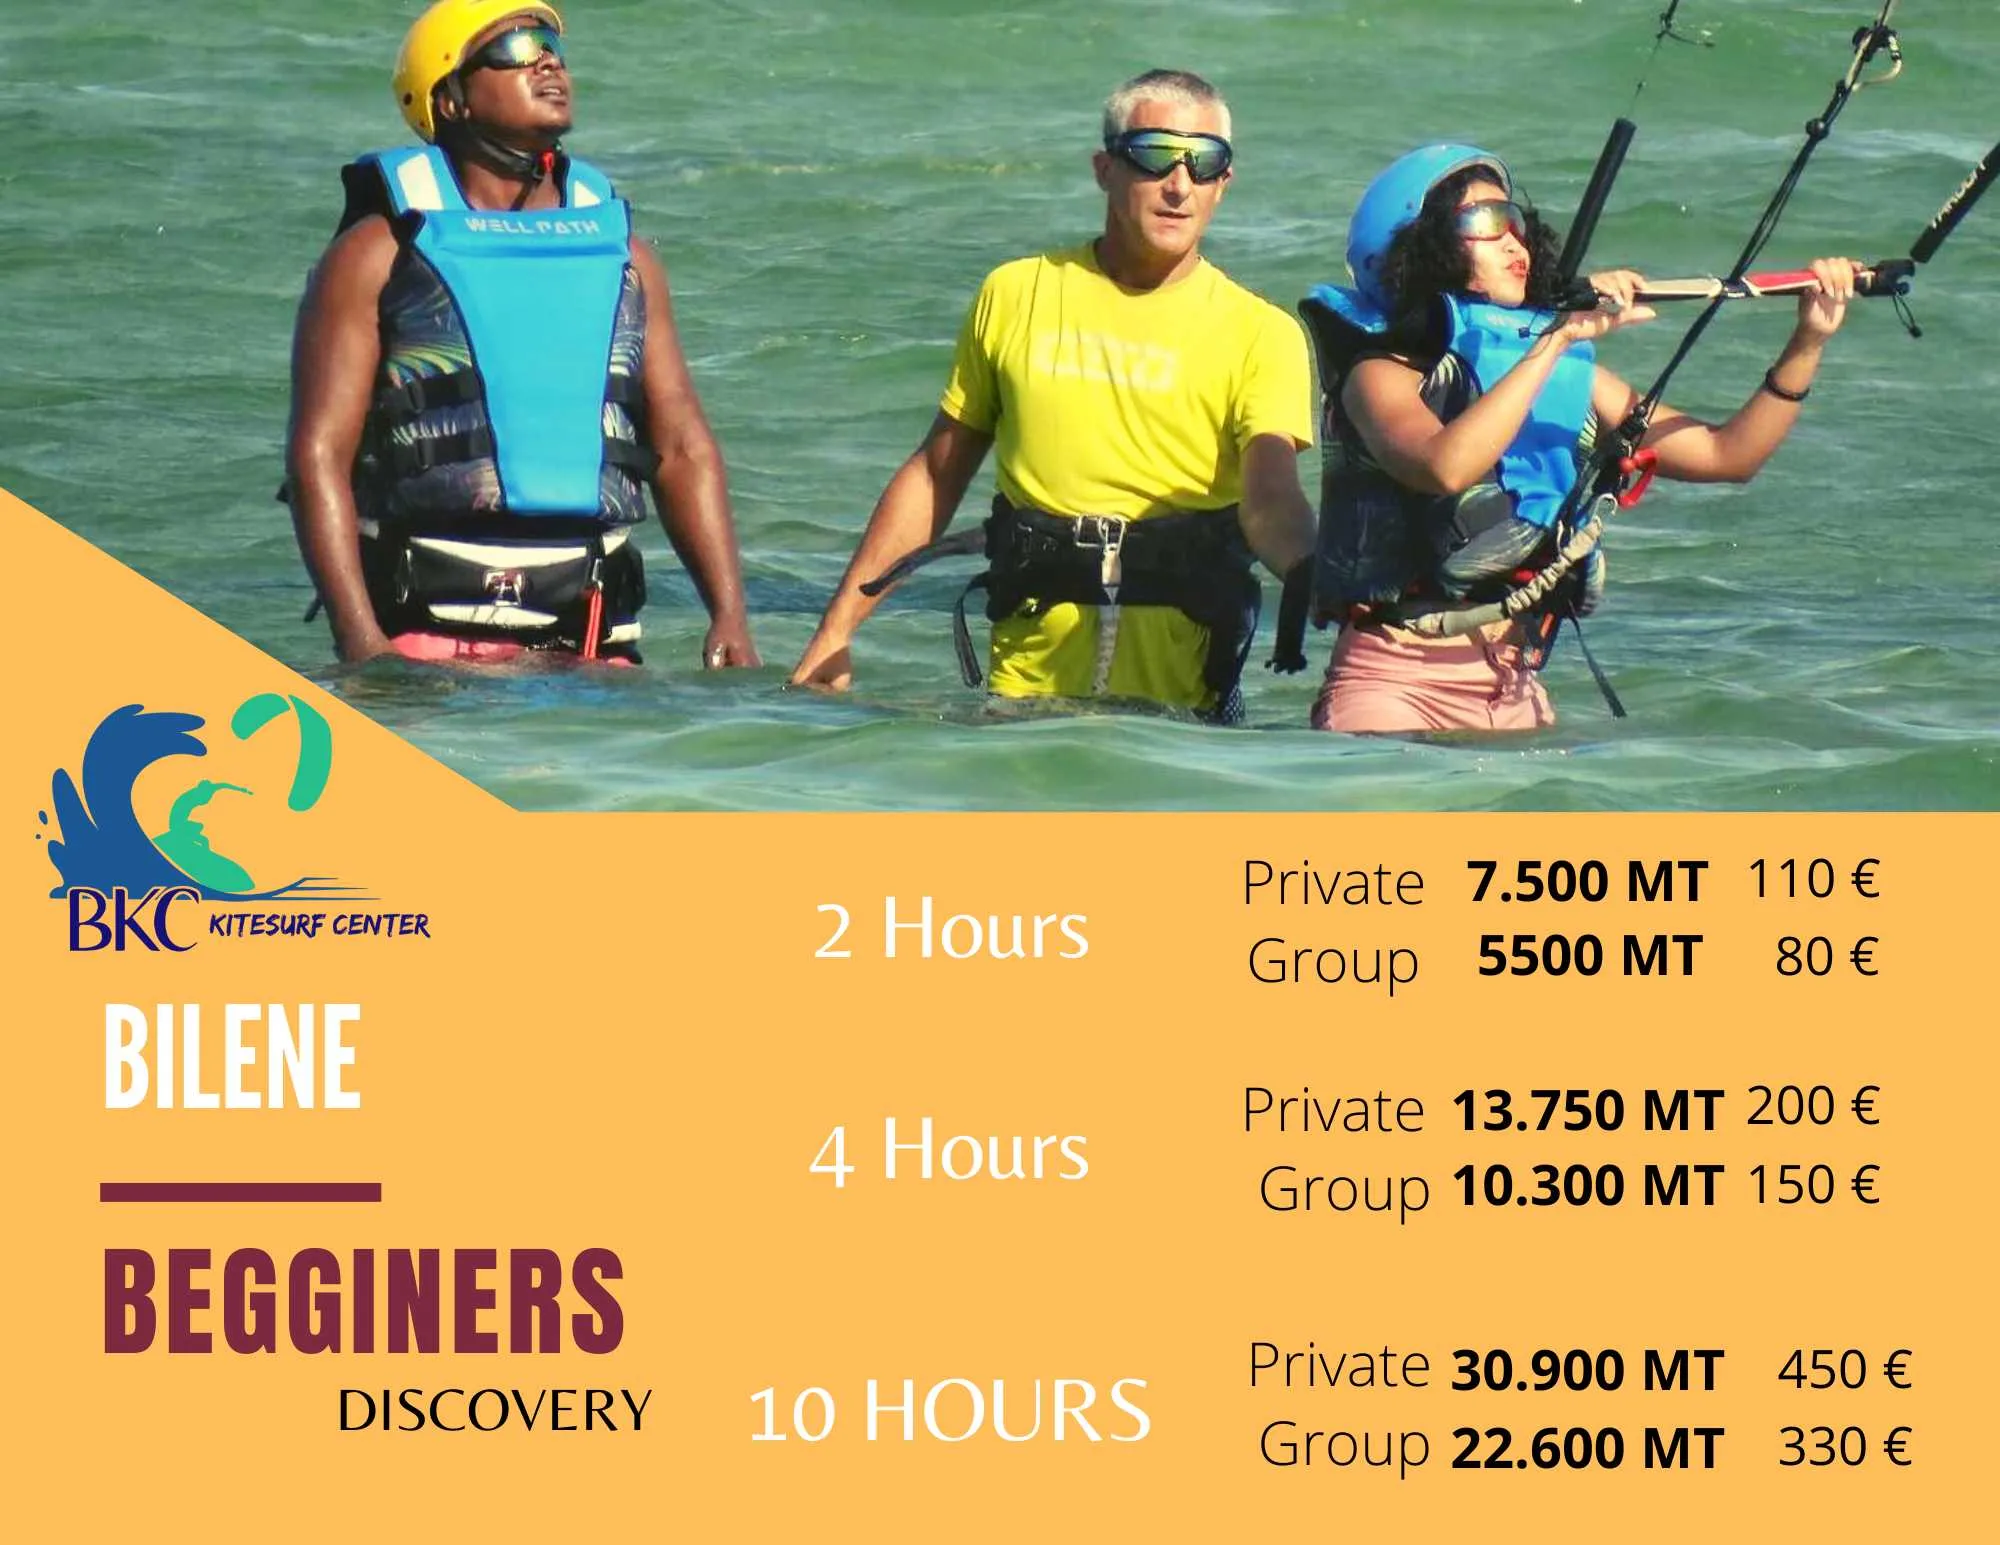 WELL PATH
BKC KITESURF CENTER
BILENE
BEGGINERS
DISCOVERY
2 Hours
Private 7.500 MT 110 €
Group 5500 MT 80 €
4 Hours
Private 13.750 MT 200 €
Group 10.300 MT 150 €
10 HOURS
Private 30.900 MT 450 €
Group 22.600 MT 330 €